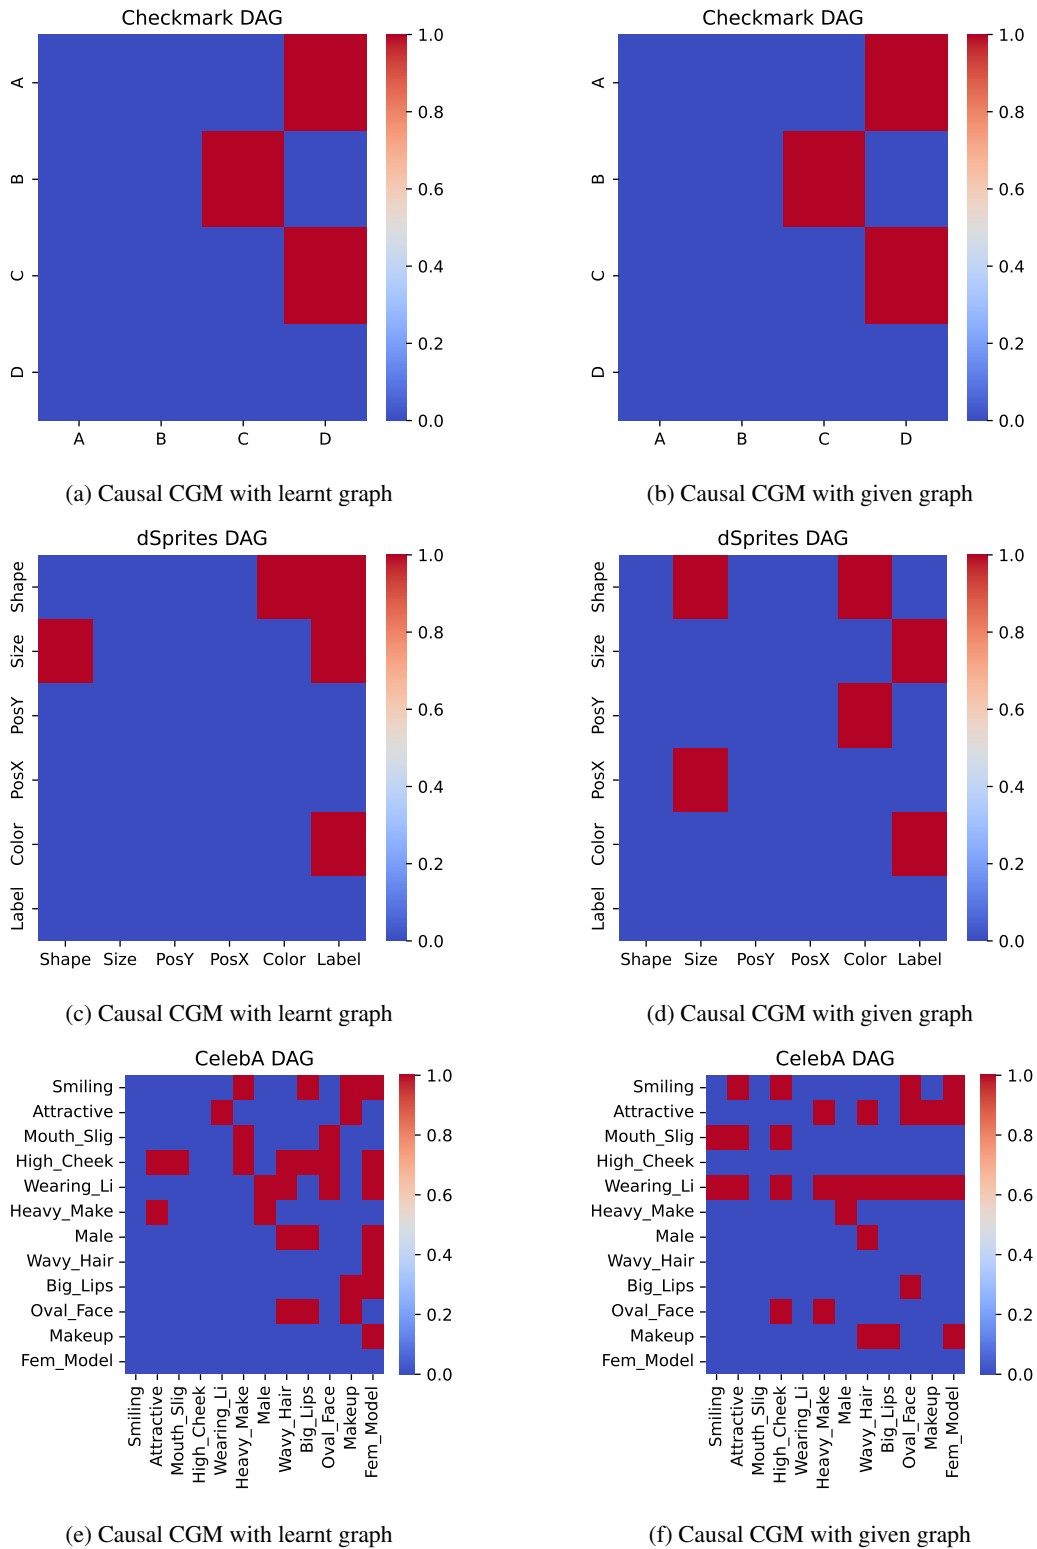 Checkmark DAG
A
B
C
D
A B C D
1.0
0.8
0.6
0.4
0.2
0.0
(a) Causal CGM with learnt graph
Checkmark DAG
A
B
C
D
A B C D
1.0
0.8
0.6
0.4
0.2
0.0
(b) Causal CGM with given graph
dSprites DAG
Shape
Size
PosY
PosX
Color
Label
Shape Size PosY PosX Color Label
1.0
0.8
0.6
0.4
0.2
0.0
(c) Causal CGM with learnt graph
dSprites DAG
Shape
Size
PosY
PosX
Color
Label
Shape Size PosY PosX Color Label
1.0
0.8
0.6
0.4
0.2
0.0
(d) Causal CGM with given graph
CelebA DAG
Smiling
Attractive
Mouth_Slig
High_Cheek
Wearing_Li
Heavy_Make
Male
Wavy_Hair
Big_Lips
Oval_Face
Makeup
Fem_Model
Smiling
Attractive
Mouth_Slig
High_Cheek
Wearing_Li
Heavy_Make
Male
Wavy_Hair
Big_Lips
Oval_Face
Makeup
Fem_Model
1.0
0.8
0.6
0.4
0.2
0.0
(e) Causal CGM with learnt graph
CelebA DAG
Smiling
Attractive
Mouth_Slig
High_Cheek
Wearing_Li
Heavy_Make
Male
Wavy_Hair
Big_Lips
Oval_Face
Makeup
Fem_Model
Smiling
Attractive
Mouth_Slig
High_Cheek
Wearing_Li
Heavy_Make
Male
Wavy_Hair
Big_Lips
Oval_Face
Makeup
Fem_Model
1.0
0.8
0.6
0.4
0.2
0.0
(f) Causal CGM with given graph